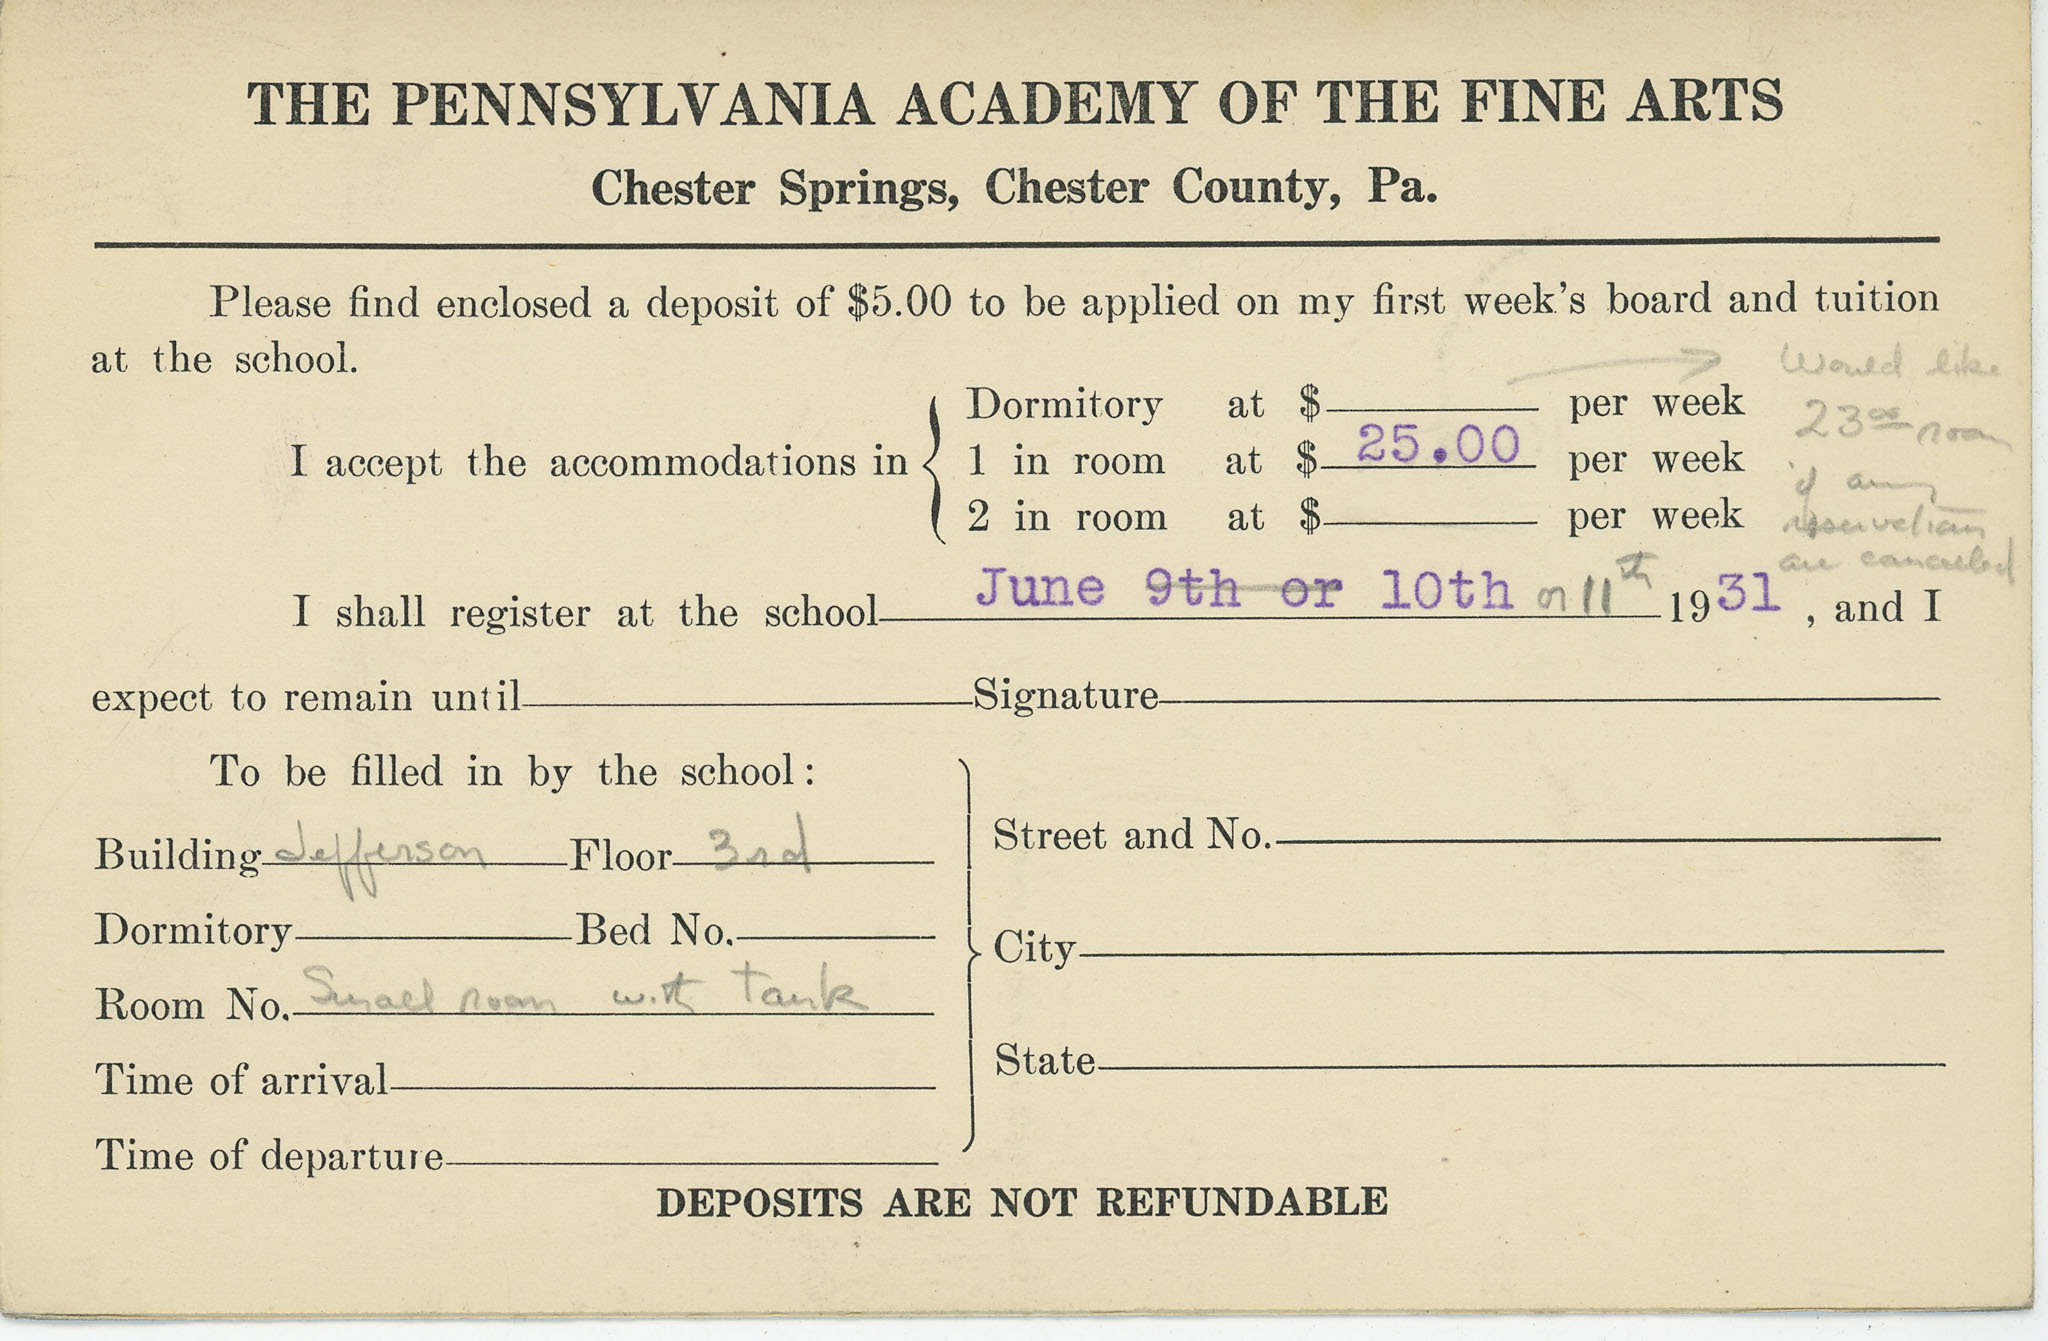 THE PENNSYLVANIA ACADEMY OF THE FINE ARTS
Chester Springs, Chester County, Pa.
Please find enclosed a deposit of $5.00 to be applied on my first week's board and tuition
at the school.
I accept the accommodations in
Dormitory at $ per week
1 in room at $ 25.00 per week
2 in room at $ per week
Would like
23.00 room
if any
reservations
are cancelled
I shall register at the school June 9th or 10th or 11th 1931, and I
expect to remain until Signature
To be filled in by the school:
Building Jefferson Floor 3rd
Dormitory Bed No.
Room No. Small room with tank
Time of arrival
Time of departure
Street and No.
City
State
DEPOSITS ARE NOT REFUNDABLE